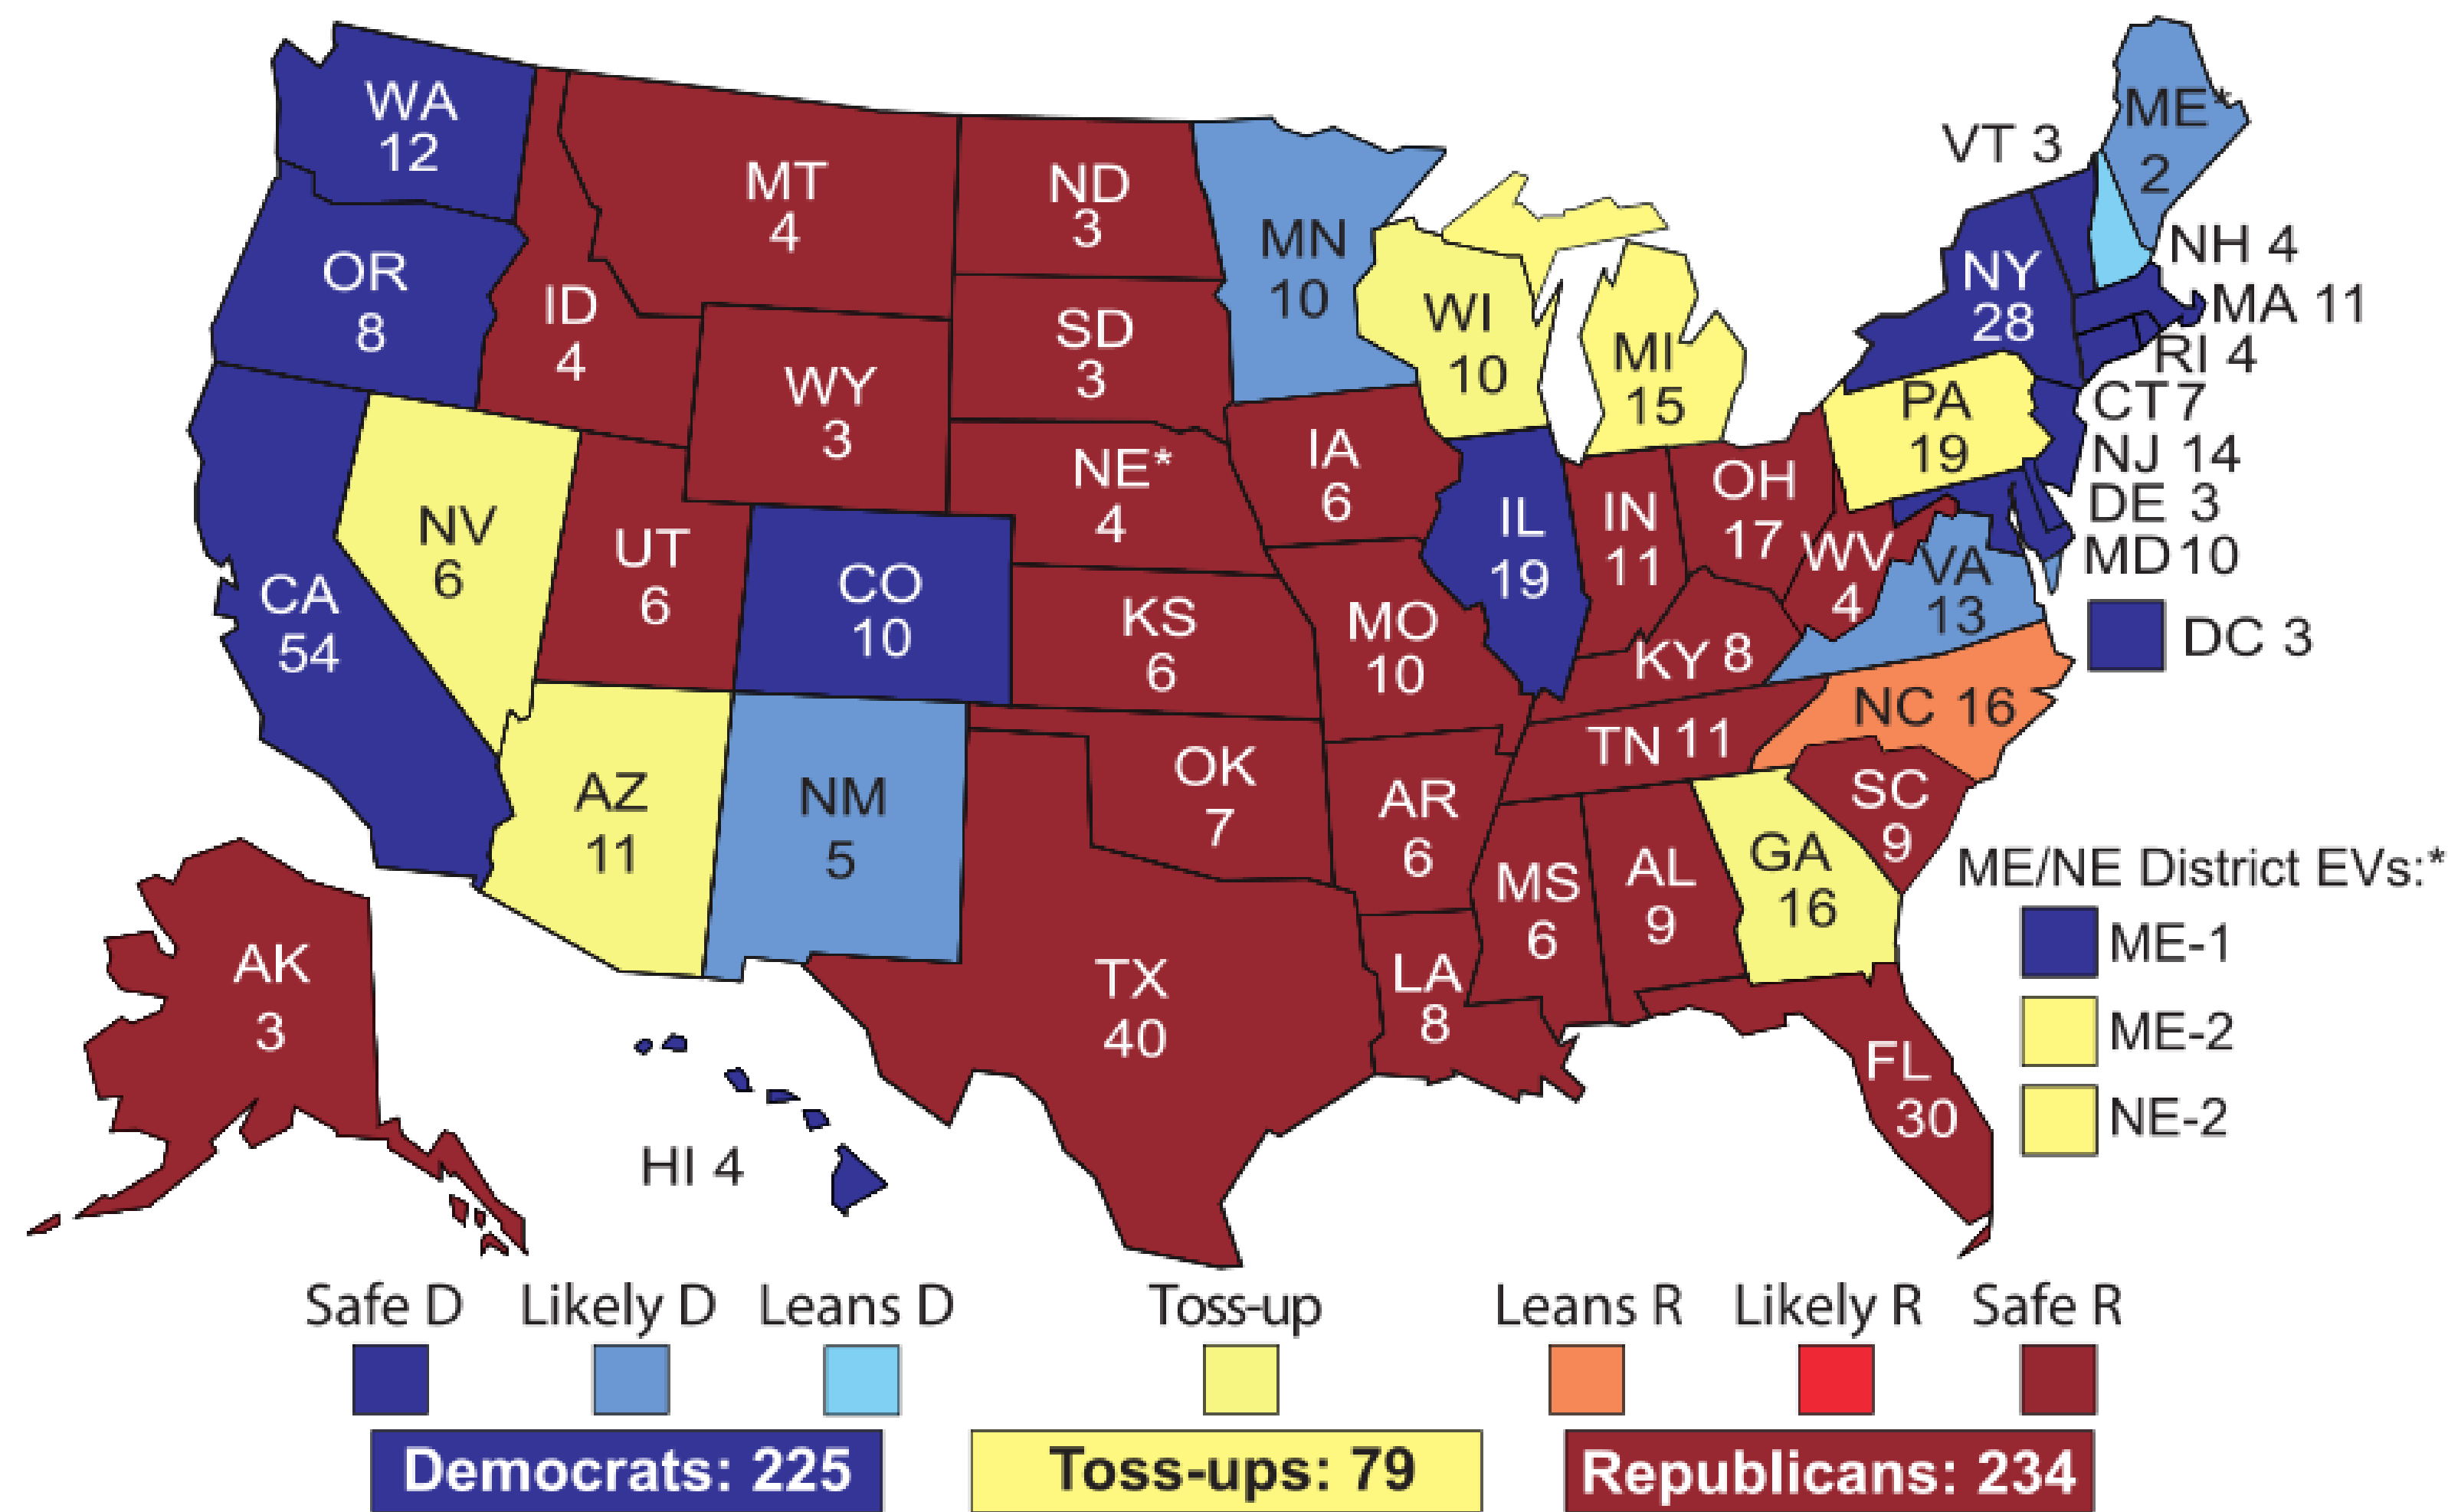 WA
12
OR
8
CA
54
NV
6
ID
4
MT
4
WY
3
UT
6
AZ
11
CO
10
NM
5
ND
3
SD
3
NE*
4
KS
6
OK
7
TX
40
MN
10
IA
6
MO
10
AR
6
LA
8
WI
10
IL
19
MI
15
IN
11
OH
17
KY 8
TN 11
MS
6
AL
9
GA
16
FL
30
SC
9
NC 16
VA
13
WV
4
PA
19
NY
28
VT 3
ME*
2
NH 4
MA 11
RI 4
CT 7
NJ 14
DE 3
MD 10
DC 3
AK
3
HI 4
ME/NE District EVs:*
ME-1
ME-2
NE-2
Safe D Likely D Leans D Toss-up Leans R Likely R Safe R
Democrats: 225 Toss-ups: 79 Republicans: 234